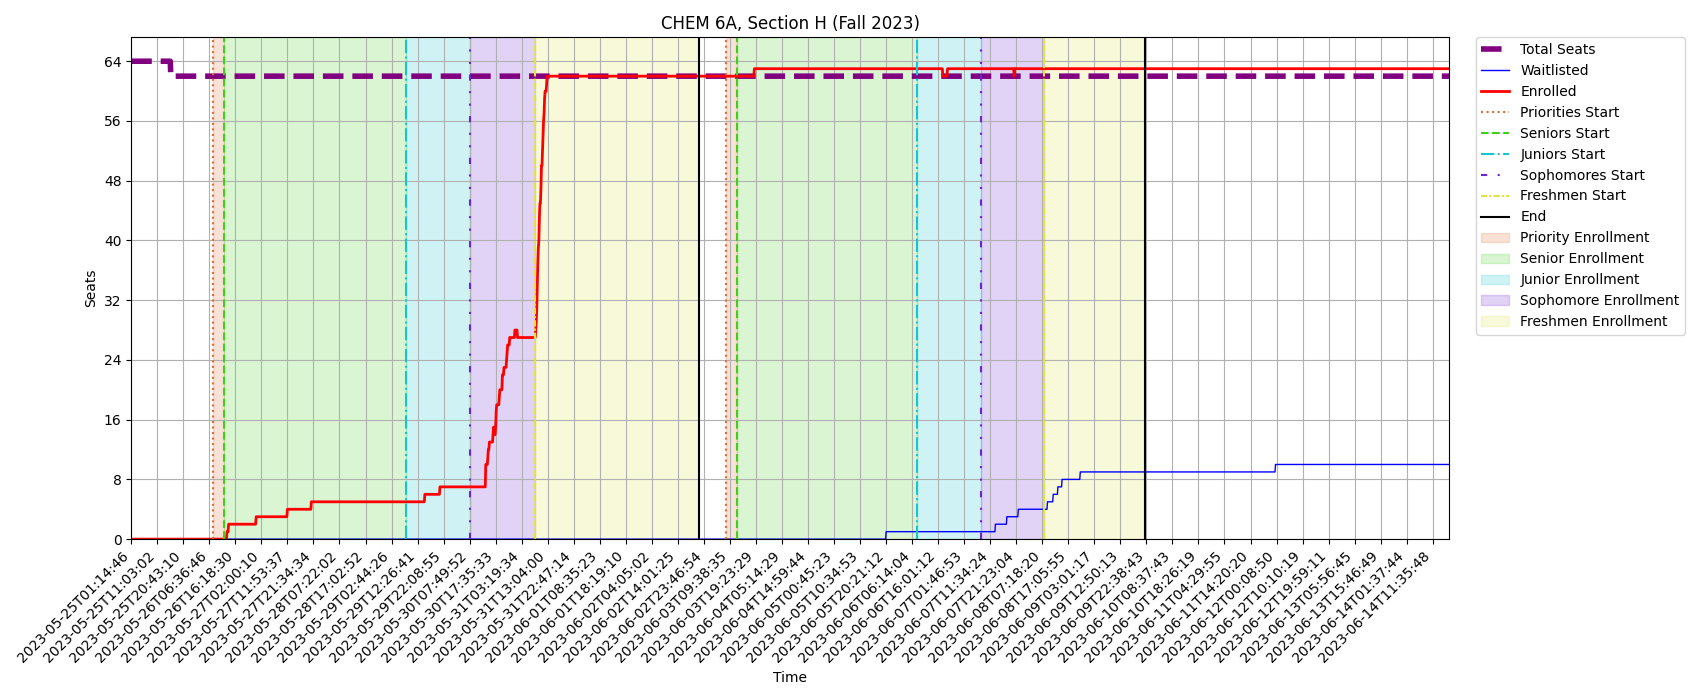 CHEM 6A, Section H (Fall 2023)
Seats
64
56
48
40
32
24
16
8
0
2023-05-25T01:14:46
2023-05-25T11:03:02
2023-05-25T20:43:10
2023-05-26T06:36:46
2023-05-26T16:18:30
2023-05-27T02:00:10
2023-05-27T11:53:37
2023-05-27T21:34:34
2023-05-28T07:22:02
2023-05-28T17:02:52
2023-05-29T02:44:26
2023-05-29T12:26:41
2023-05-29T22:08:55
2023-05-30T07:49:52
2023-05-30T17:35:33
2023-05-31T03:19:34
2023-05-31T13:04:00
2023-05-31T22:47:14
2023-06-01T08:35:23
2023-06-01T18:19:10
2023-06-02T04:05:02
2023-06-02T14:01:25
2023-06-02T23:46:54
2023-06-03T09:38:35
2023-06-03T19:23:29
2023-06-04T05:14:29
2023-06-04T14:59:44
2023-06-05T00:45:23
2023-06-05T10:34:53
2023-06-05T20:21:12
2023-06-06T06:14:04
2023-06-06T16:01:12
2023-06-07T01:46:53
2023-06-07T11:34:24
2023-06-07T21:23:04
2023-06-08T07:18:20
2023-06-08T17:05:55
2023-06-09T03:01:17
2023-06-09T12:50:13
2023-06-09T22:38:43
2023-06-10T08:37:43
2023-06-10T18:26:19
2023-06-11T04:29:55
2023-06-11T14:20:20
2023-06-12T00:08:50
2023-06-12T10:10:19
2023-06-12T19:59:11
2023-06-13T05:56:45
2023-06-13T15:46:49
2023-06-14T01:37:44
2023-06-14T11:35:48
Time
Total Seats
Waitlisted
Enrolled
Priorities Start
Seniors Start
Juniors Start
Sophomores Start
Freshmen Start
End
Priority Enrollment
Senior Enrollment
Junior Enrollment
Sophomore Enrollment
Freshmen Enrollment